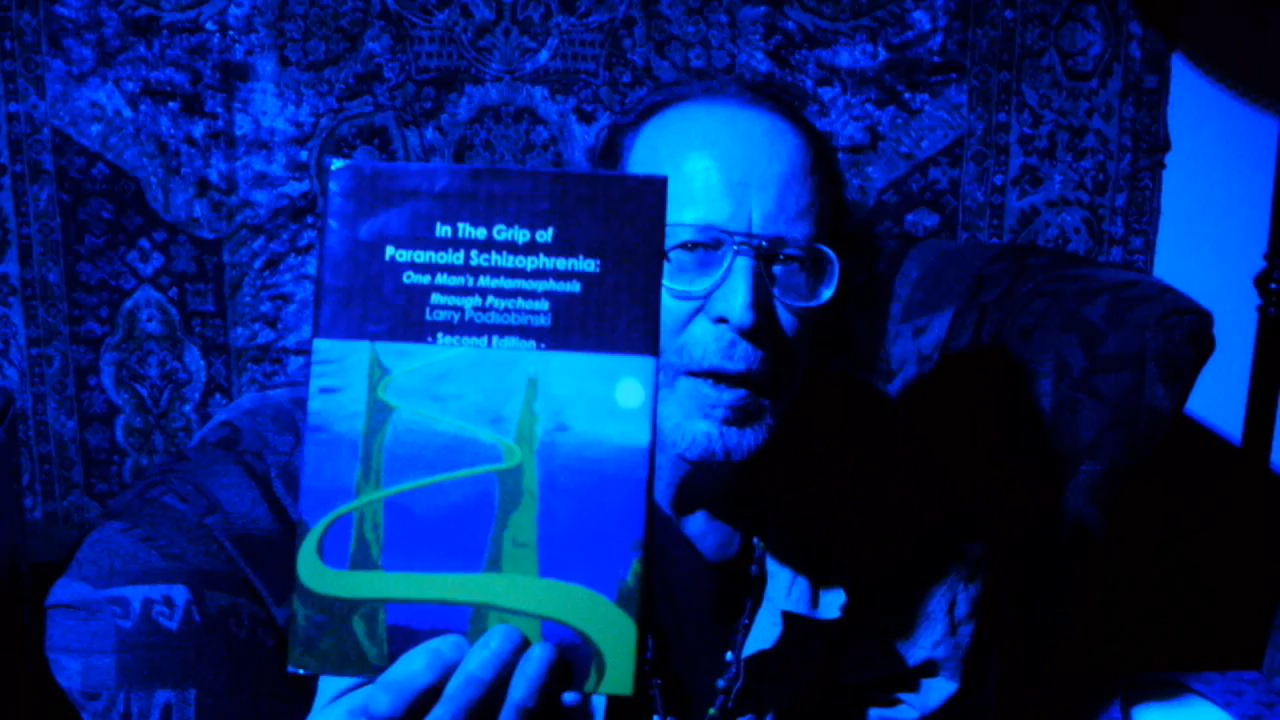 In The Grip of
Paranoid Schizophrenia:
One Man's Metamorphosis
through Psychosis
Larry Podsobinski
- Second Edition -